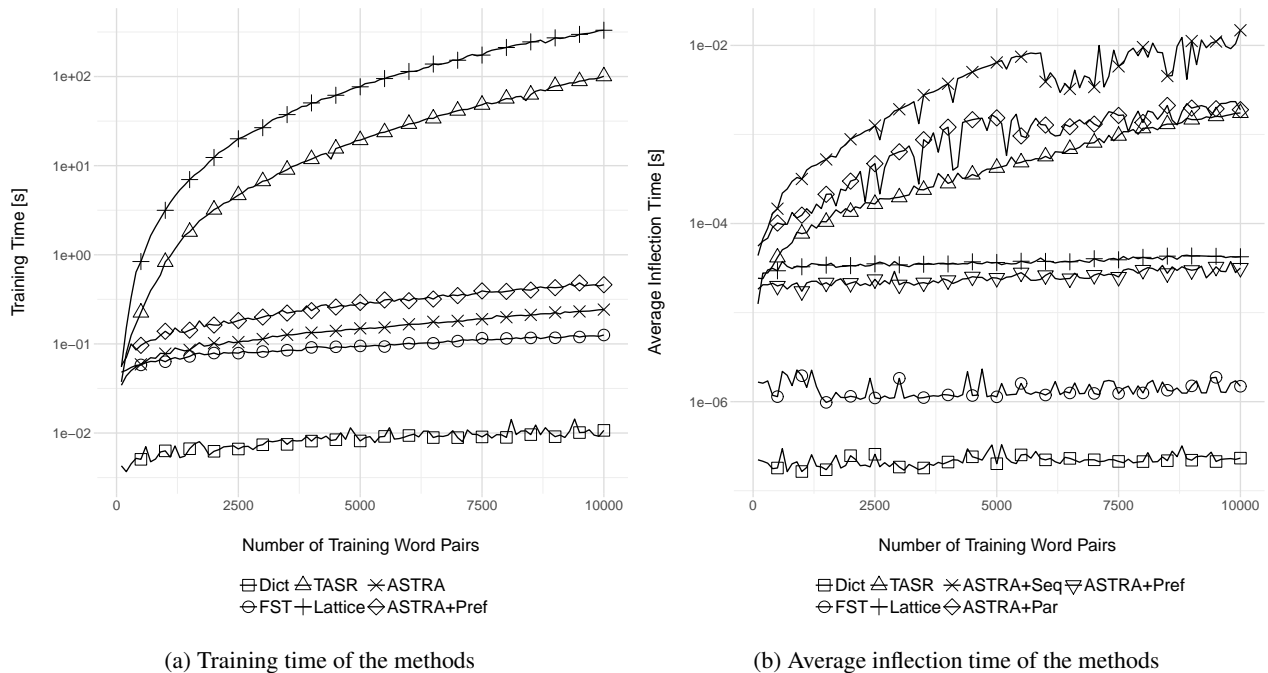 1e+02
1e+01
1e+00
1e−01
1e−02
Training Time [s]
0 2500 5000 7500 10000
Number of Training Word Pairs
Dict TASR ASTRA
FST Lattice ASTRA+Pref
(a) Training time of the methods
1e−02
1e−04
1e−06
Average Inflection Time [s]
0 2500 5000 7500 10000
Number of Training Word Pairs
Dict TASR ASTRA+Seq ASTRA+Pref
FST Lattice ASTRA+Par
(b) Average inflection time of the methods